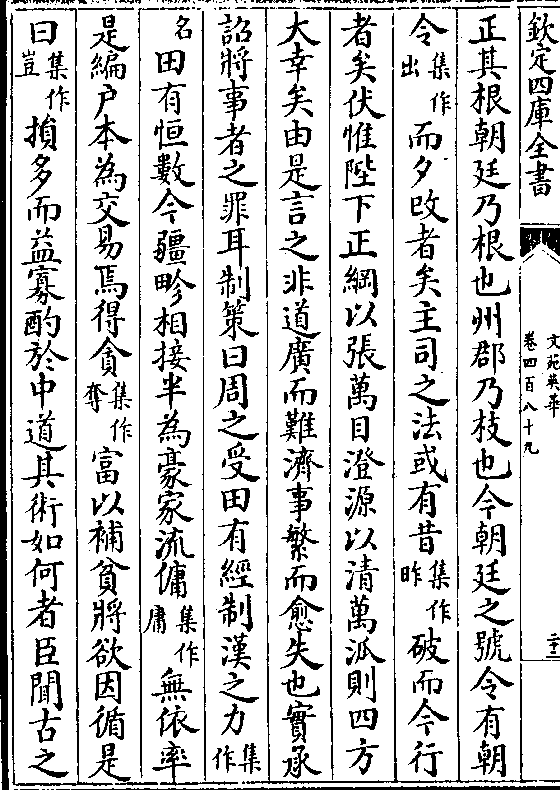 欽定四庫全書
文苑英華
卷四百八十九
二十三
正其根朝廷乃根也州郡乃枝也今朝廷之號令有朝
令集作出而夕改者矣主司之法或有昔集作昨破而今行
者矣伏惟陛下正綱以張萬目澄源以清萬派則四方
大幸矣由是言之非道廣而難濟事繁而愈失也實承
詔將事者之罪耳制策曰周之受田有經制漢之力集作
名田有恒數今疆畛相接半為豪家流傭集作庸無依率
是編户本為交易焉得貪集作奪富以補貧將欲因循是
曰集作豈損多而益寡酌於中道其術如何者臣聞古之